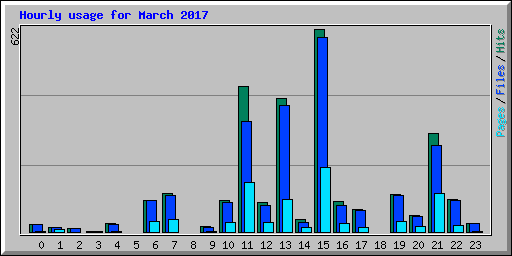 Hourly usage for March 2017
622
Pages/Files/Hits
0 1 2 3 4 5 6 7 8 9 10 11 12 13 14 15 16 17 18 19 20 21 22 23